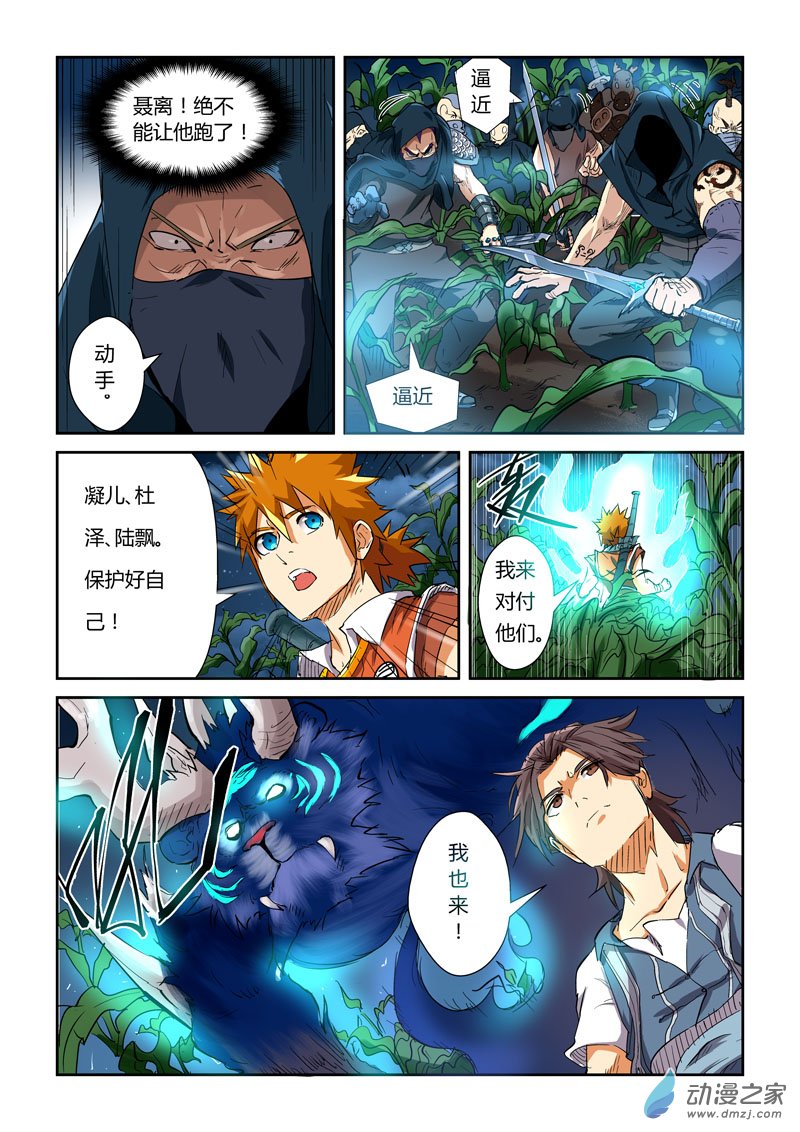 聂离！绝不
能让他跑了！
动
手。
逼
近
逼近
凝儿、杜
泽、陆飘。
保护好自
己！
轰
我来
对付
他们。
我
也
来！
动漫之家
www.dmzj.com